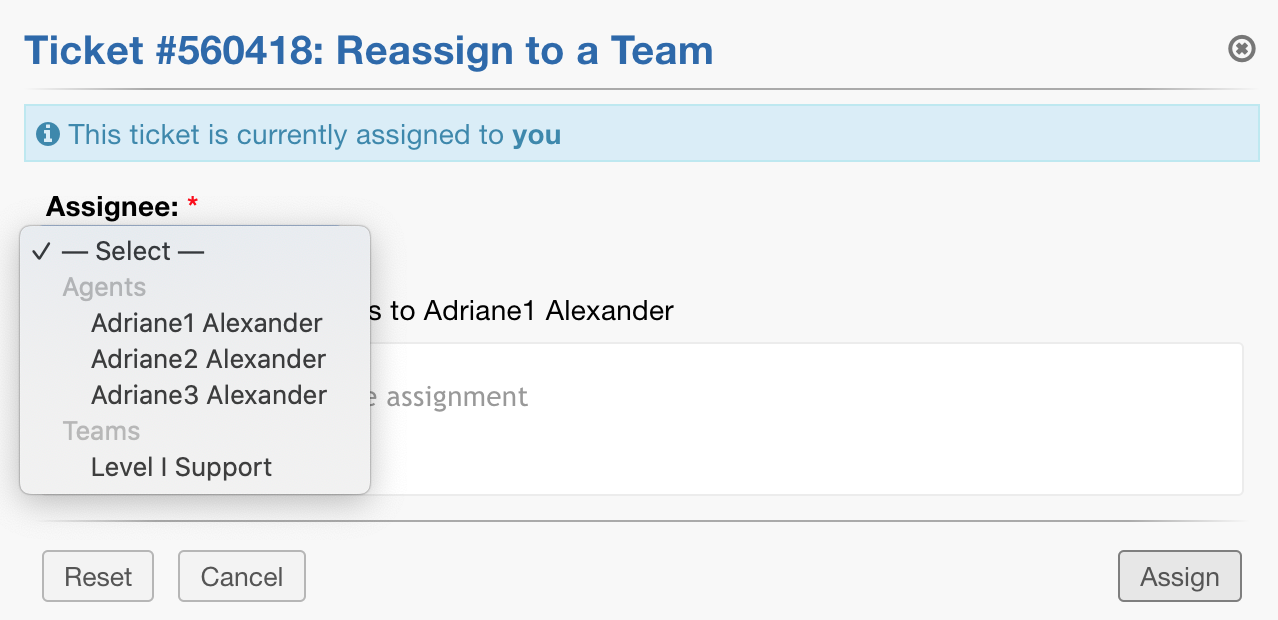 Ticket #560418: Reassign to a Team
This ticket is currently assigned to you
Assignee: *
— Select —
Agents
Adriane1 Alexander
Adriane2 Alexander
Adriane3 Alexander
Teams
Level I Support
to Adriane1 Alexander
assignment
Reset
Cancel
Assign